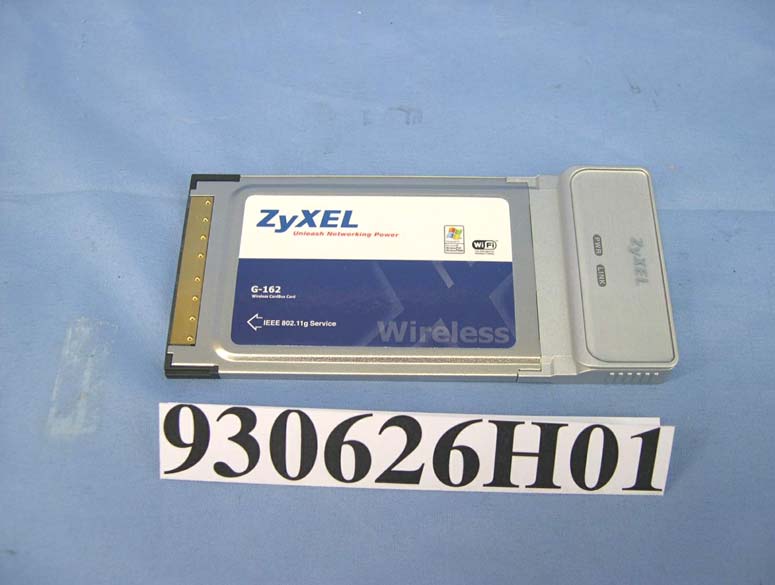 ZyXEL
Unleash Networking Power
WiFi
G-162
Wireless CardBus Card
IEEE 802.11g Service
Wireless
PWR
LINK
ZyXEL
930626H01